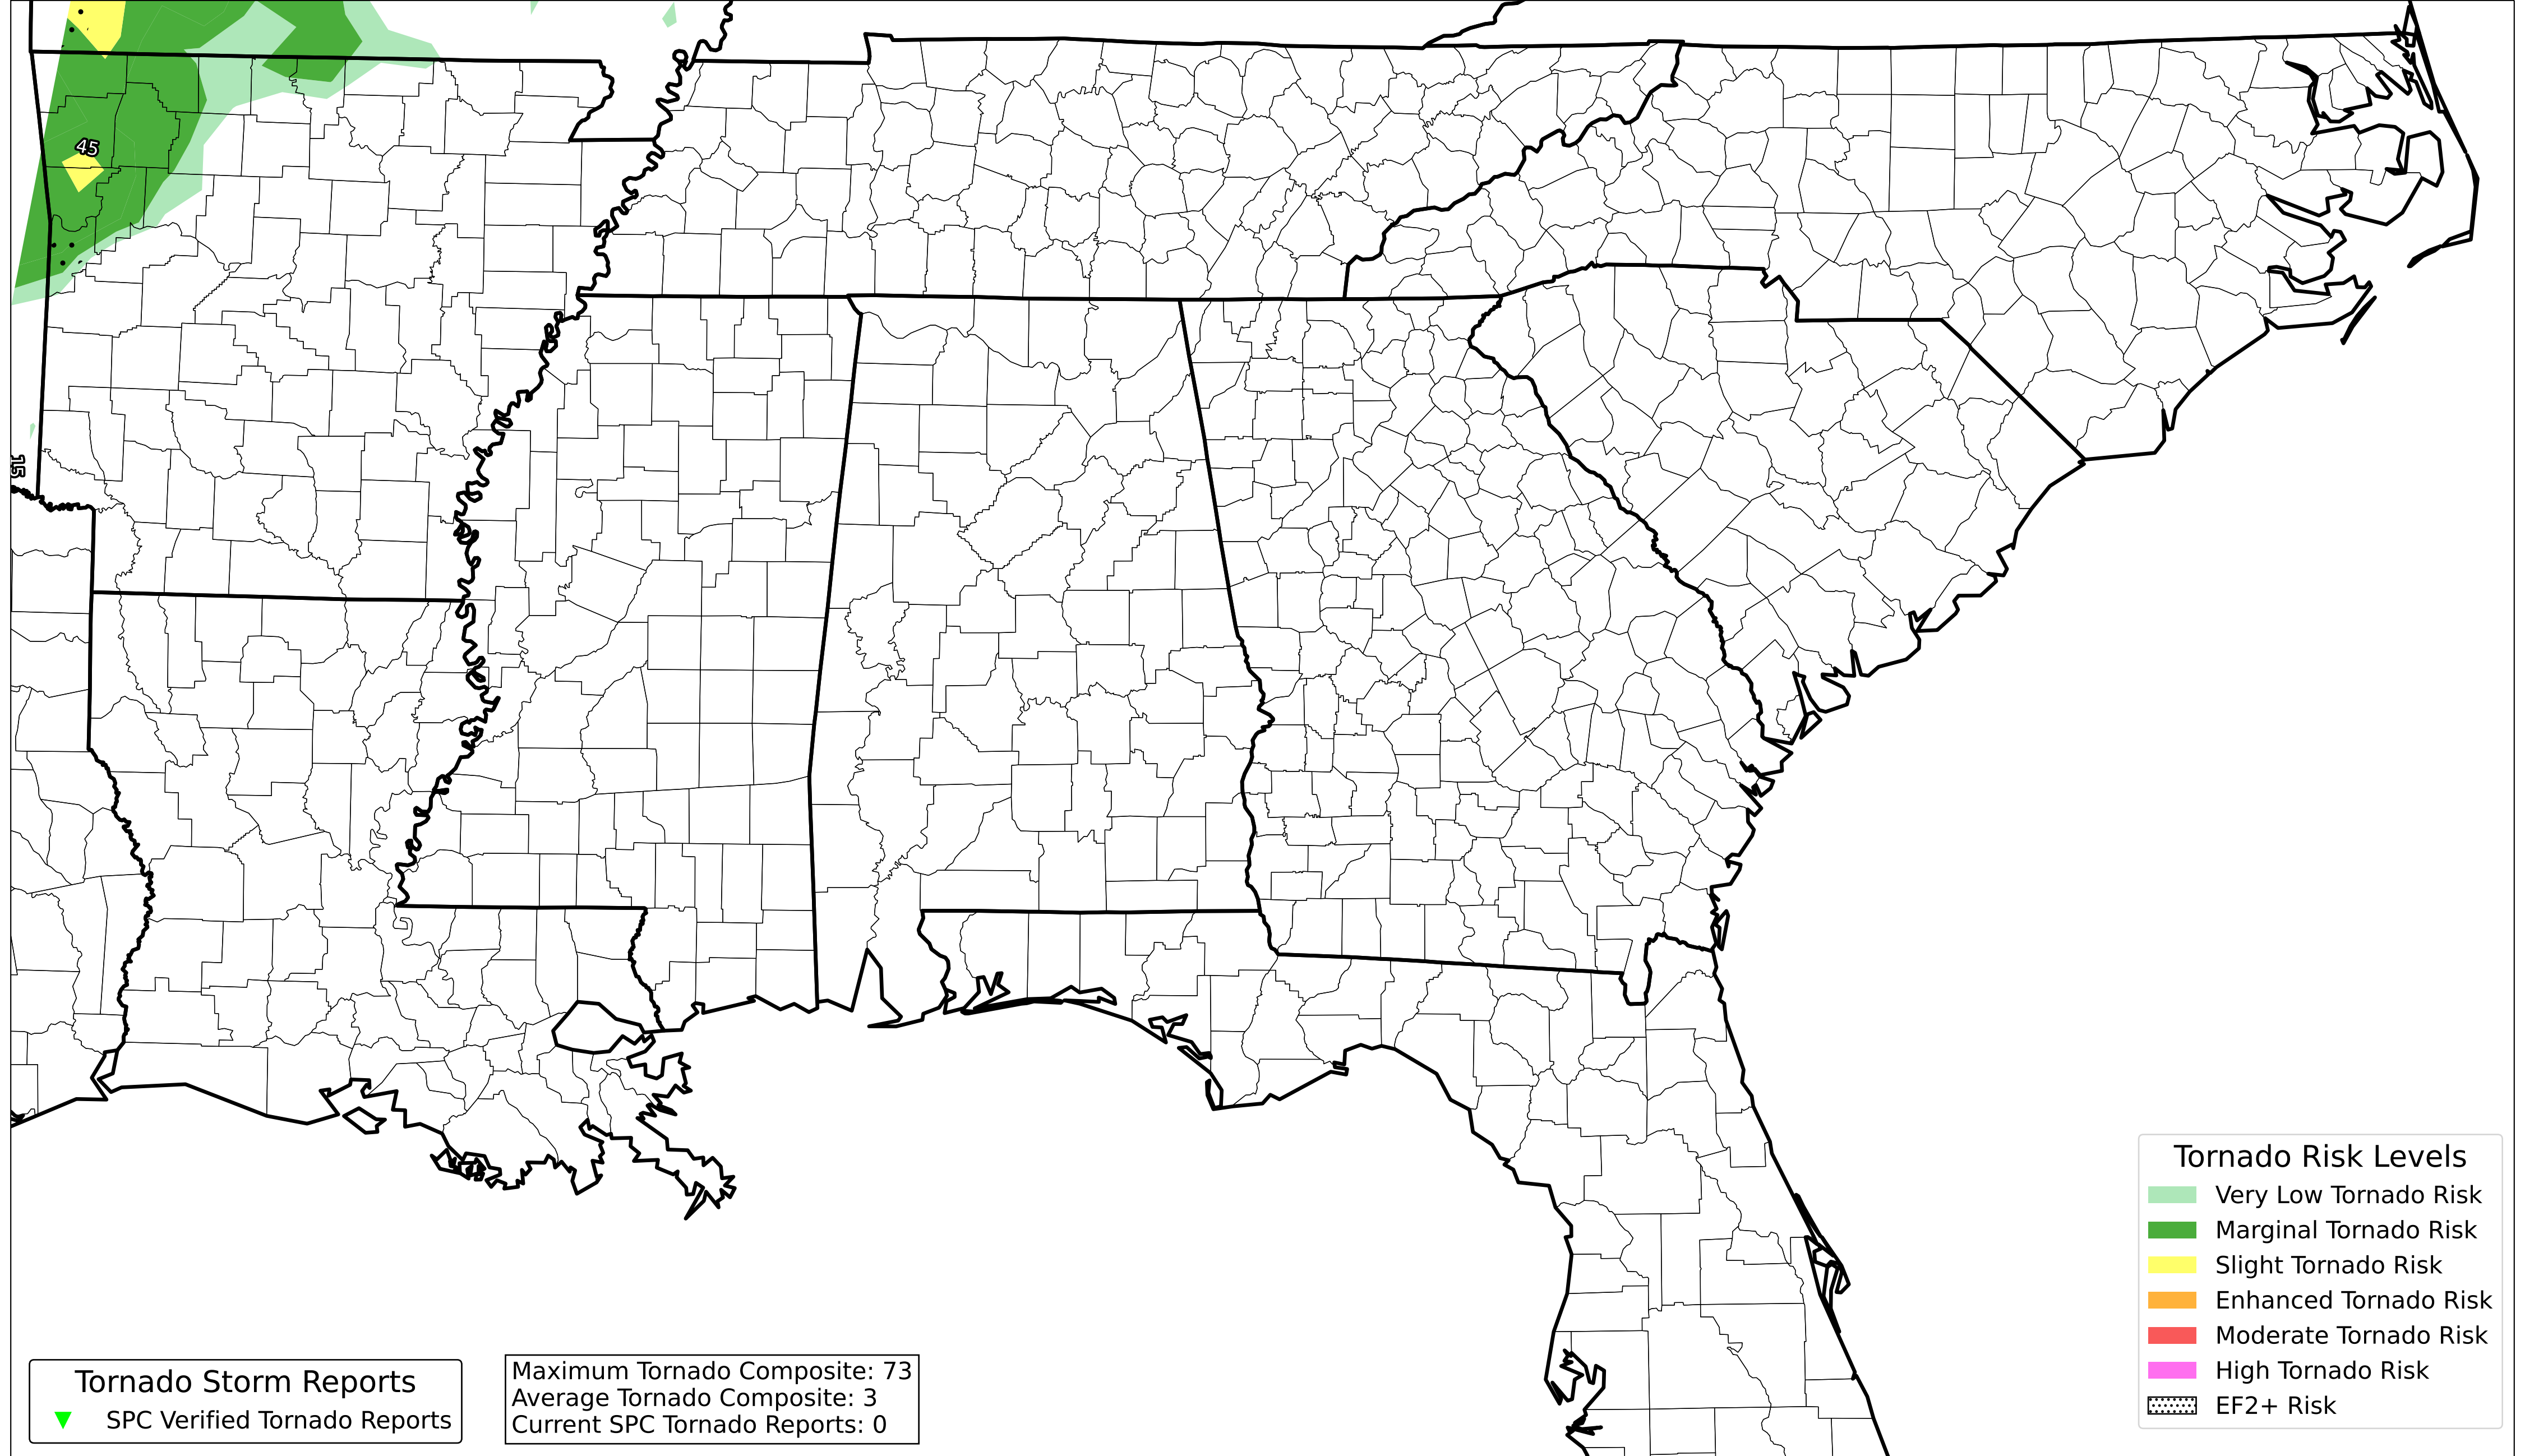 45
15
Tornado Risk Levels
Very Low Tornado Risk
Marginal Tornado Risk
Slight Tornado Risk
Enhanced Tornado Risk
Moderate Tornado Risk
High Tornado Risk
EF2+ Risk
Tornado Storm Reports
SPC Verified Tornado Reports
Maximum Tornado Composite: 73
Average Tornado Composite: 3
Current SPC Tornado Reports: 0